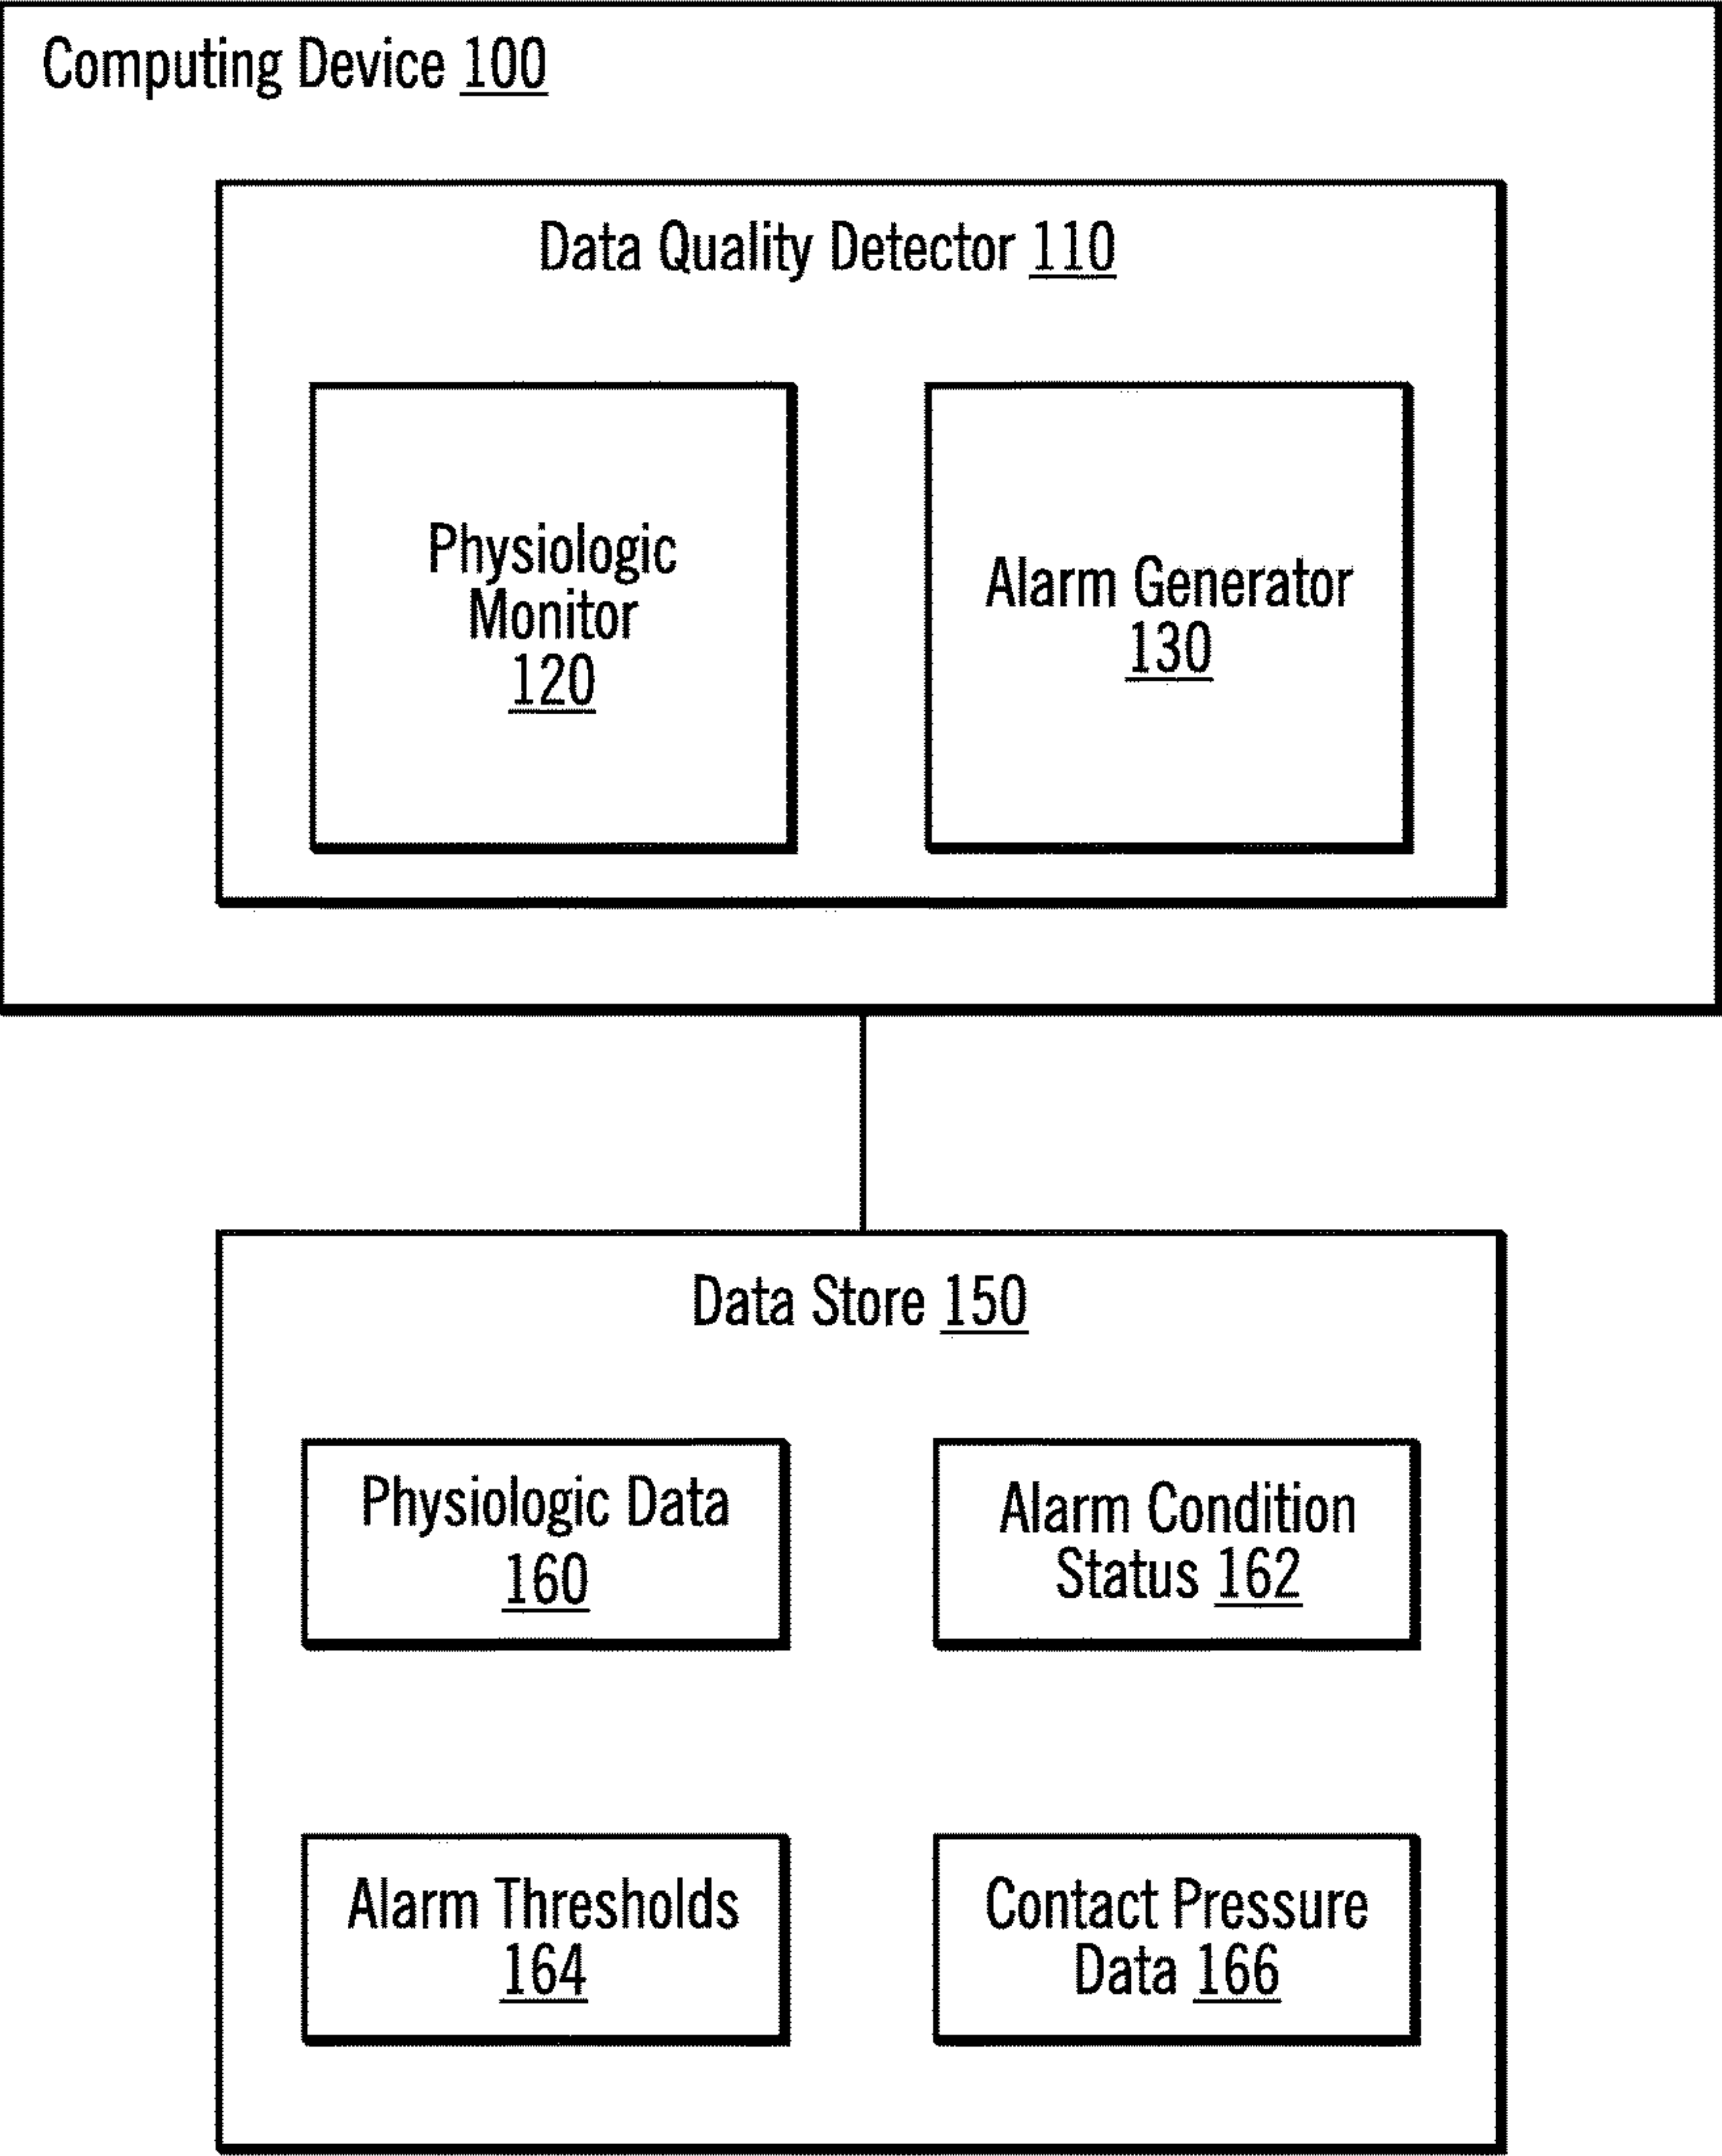 Computing Device 100
Data Quality Detector 110
Physiologic
Monitor
120
Alarm Generator
130
Data Store 150
Physiologic Data
160
Alarm Condition
Status 162
Alarm Thresholds
164
Contact Pressure
Data 166